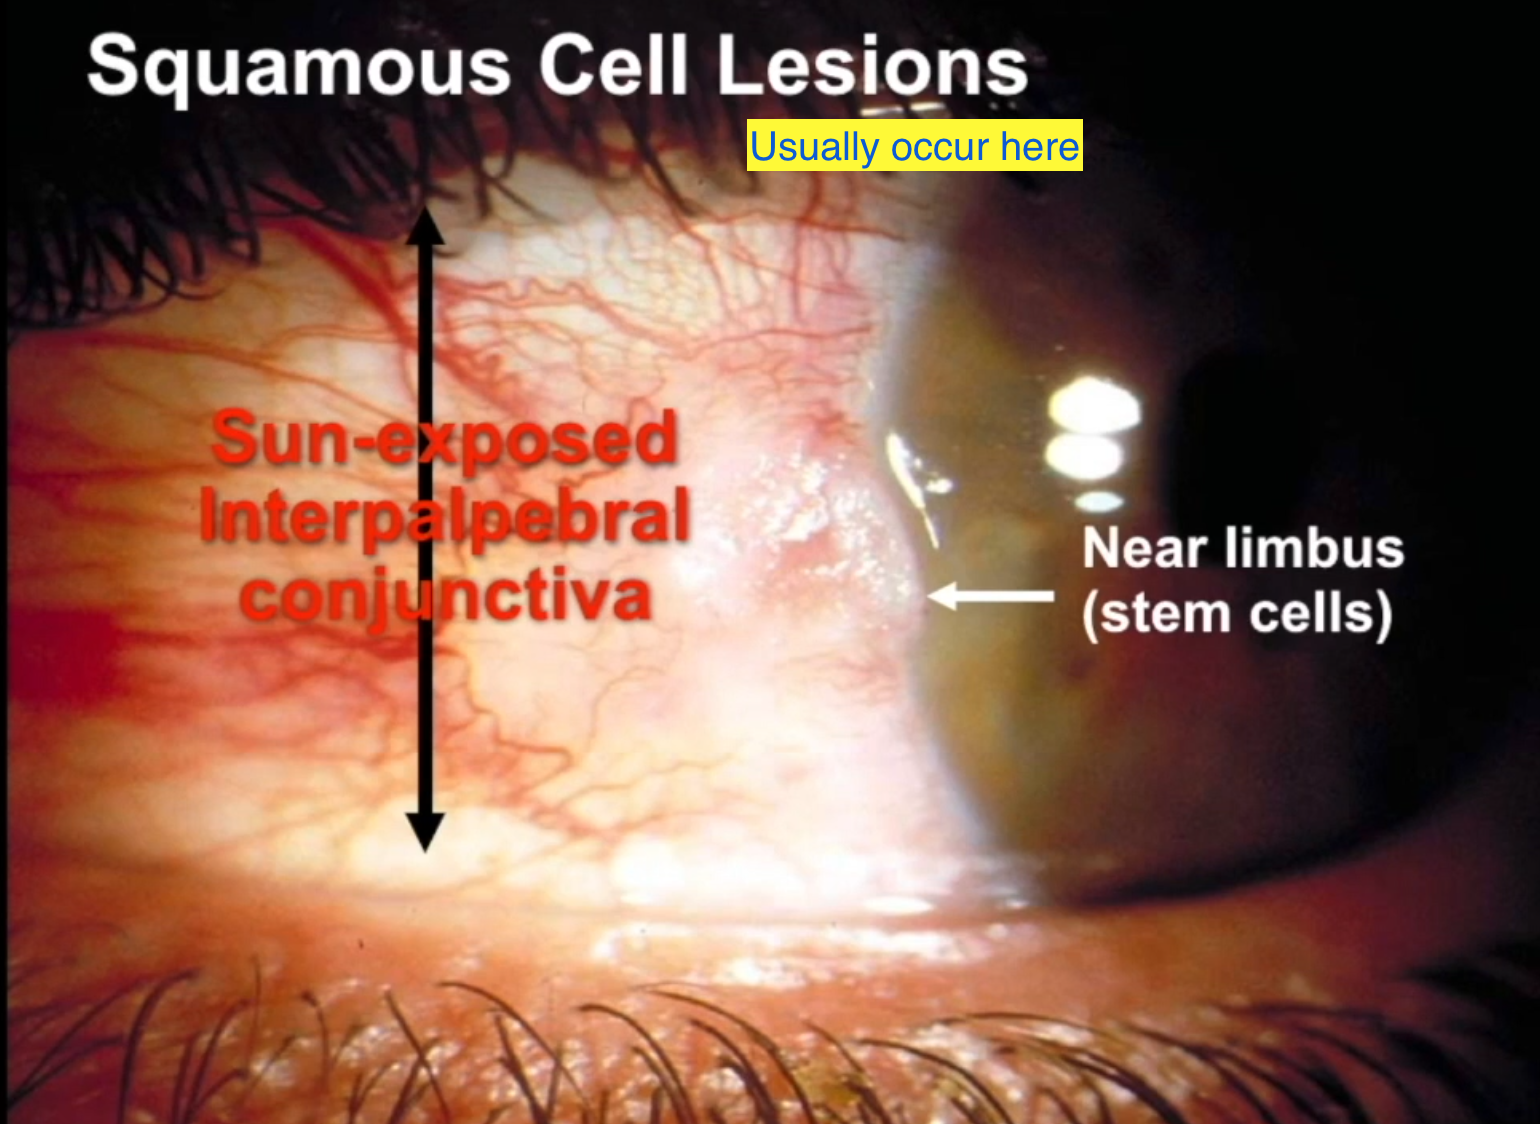 Squamous Cell Lesions
Usually occur here
Sun-exposed
Interpalpebral
conjunctiva
Near limbus
(stem cells)